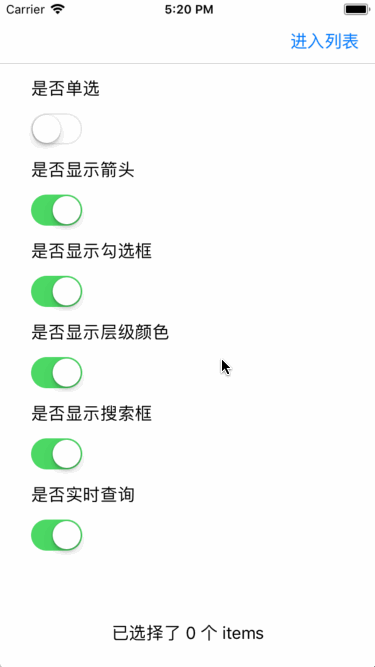 Carrier 5:20 PM
进入列表
是否单选
是否显示箭头
是否显示勾选框
是否显示层级颜色
是否显示搜索框
是否实时查询
已选择了 0 个 items